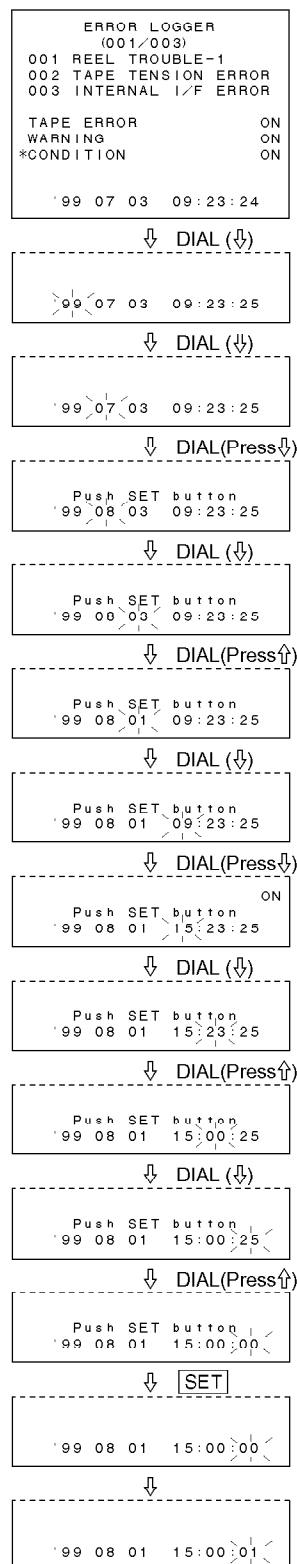 ERROR LOGGER
(001/003)
001 REEL TROUBLE-1
002 TAPE TENSION ERROR
003 INTERNAL I/F ERROR
TAPE ERROR ON
WARNING ON
*CONDITION ON
'99 07 03 09:23:24
⇩ DIAL (⇩)
'99 07 03 09:23:25
⇩ DIAL (⇩)
'99 07 03 09:23:25
⇩ DIAL(Press⇩)
Push SET button
'99 08 03 09:23:25
⇩ DIAL (⇩)
Push SET button
'99 08 03 09:23:25
⇩ DIAL(Press⇧)
Push SET button
'99 08 01 09:23:25
⇩ DIAL (⇩)
Push SET button
'99 08 01 09:23:25
⇩ DIAL(Press⇩)
ON
Push SET button
'99 08 01 15:23:25
⇩ DIAL (⇩)
Push SET button
'99 08 01 15:23:25
⇩ DIAL(Press⇧)
Push SET button
'99 08 01 15:00:25
⇩ DIAL (⇩)
Push SET button
'99 08 01 15:00:25
⇩ DIAL(Press⇧)
Push SET button
'99 08 01 15:00:00
⇩ SET
'99 08 01 15:00:00
⇩
'99 08 01 15:00:01